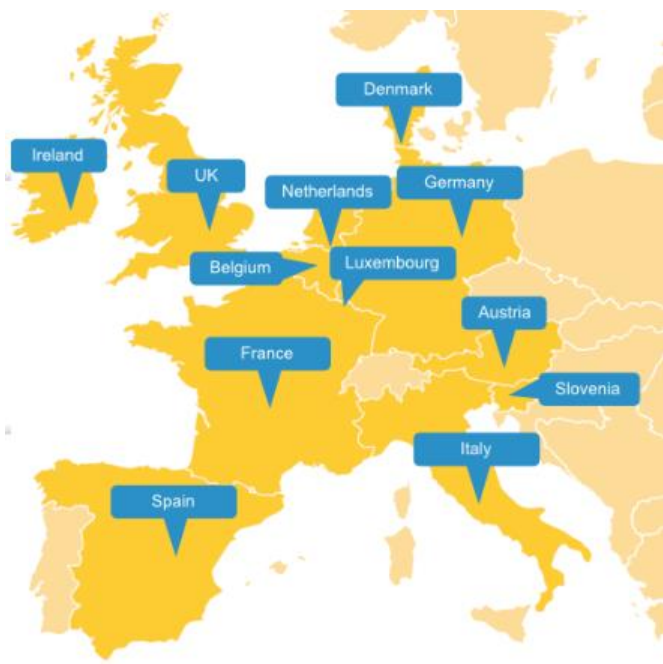 Denmark
Ireland
UK
Netherlands
Germany
Belgium
Luxembourg
Austria
France
Slovenia
Italy
Spain